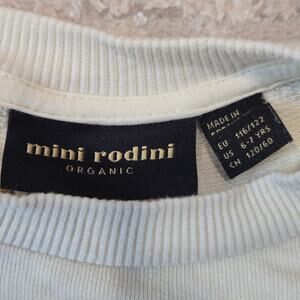 mini rodini
ORGANIC
MADE IN
EU 116/122
US 6-7 YRS
CN 120/60